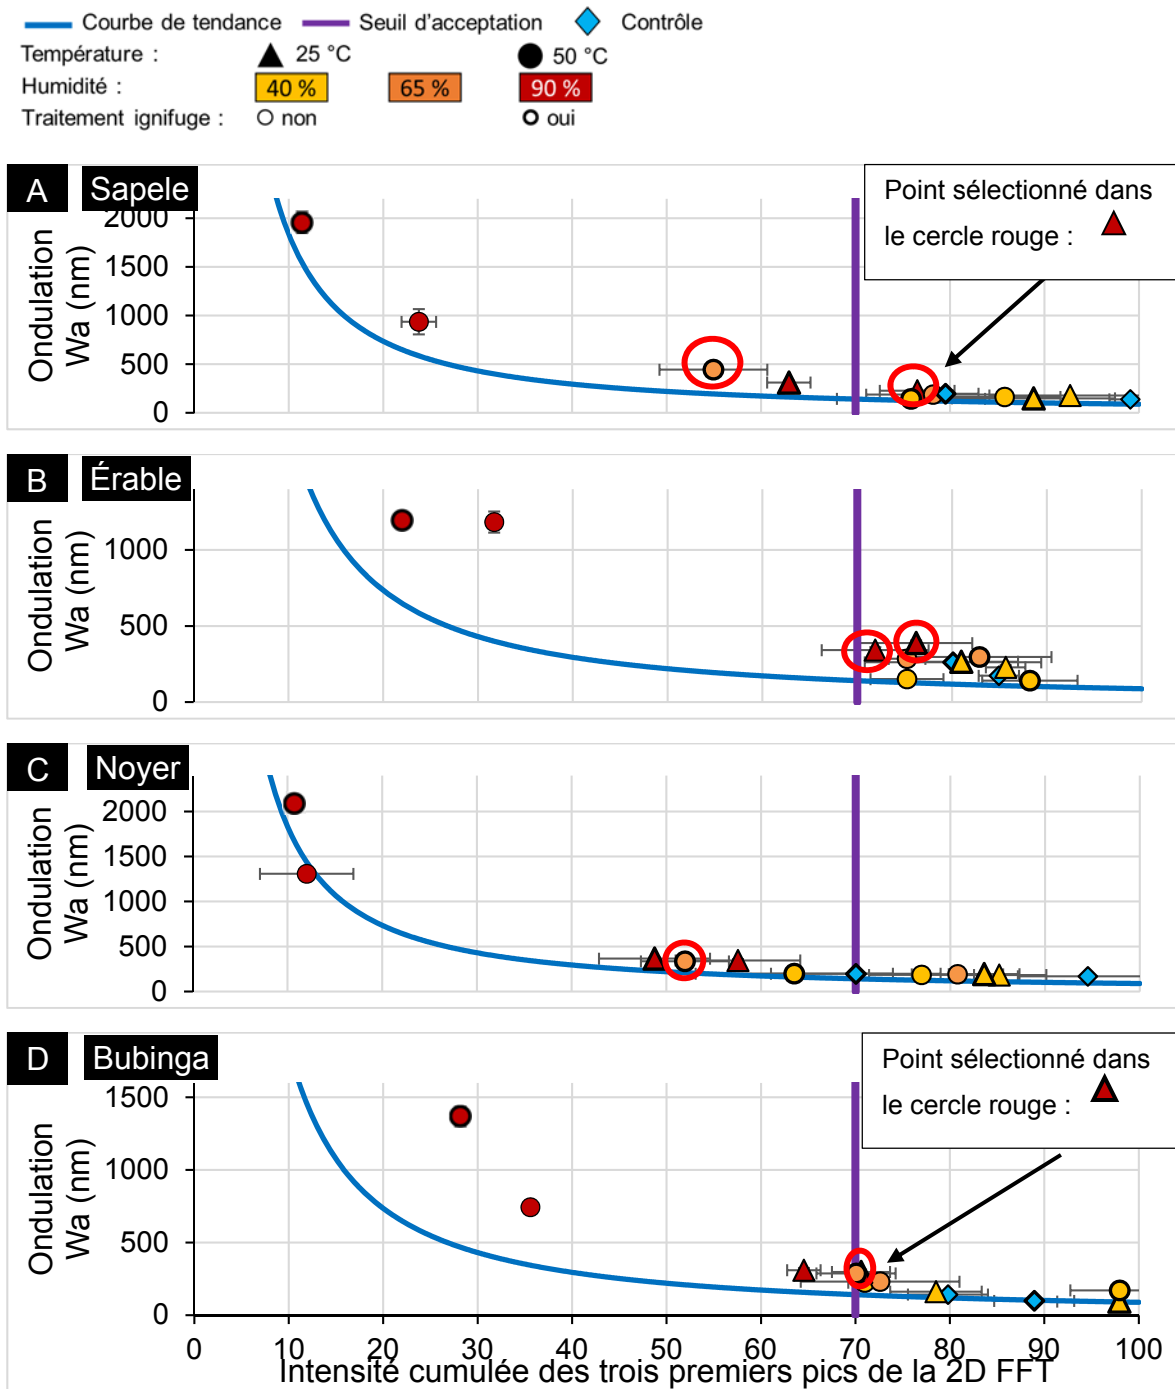 Courbe de tendance Seuil d'acceptation Contrôle
Température : 25 °C 50 °C
Humidité : 40 % 65 % 90 %
Traitement ignifuge : non oui
A Sapele
Point sélectionné dans
le cercle rouge :
Ondulation
Wa (nm)
2000
1500
1000
500
0
B Érable
Ondulation
Wa (nm)
1000
500
0
C Noyer
Ondulation
Wa (nm)
2000
1500
1000
500
0
D Bubinga
Point sélectionné dans
le cercle rouge :
Ondulation
Wa (nm)
1500
1000
500
0
0 10 20 30 40 50 60 70 80 90 100
Intensité cumulée des trois premiers pics de la 2D FFT